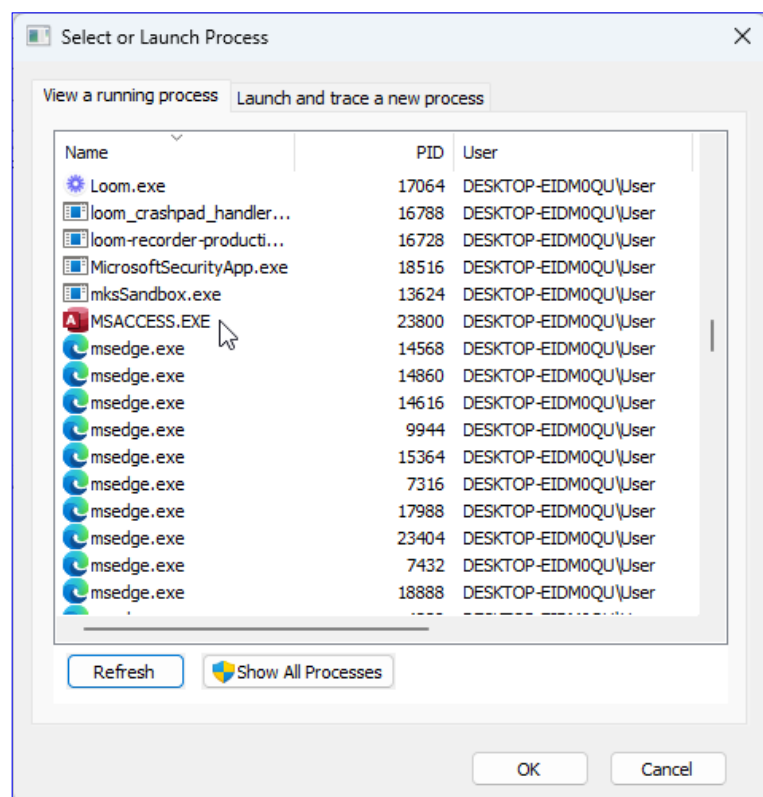 Select or Launch Process
View a running process Launch and trace a new process
Name PID User
Loom.exe 17064 DESKTOP-EIDM0QU\User
loom_crashpad_handler... 16788 DESKTOP-EIDM0QU\User
loom-recorder-producti... 16728 DESKTOP-EIDM0QU\User
MicrosoftSecurityApp.exe 18516 DESKTOP-EIDM0QU\User
mksSandbox.exe 13624 DESKTOP-EIDM0QU\User
MSACCESS.EXE 23800 DESKTOP-EIDM0QU\User
msedge.exe 14568 DESKTOP-EIDM0QU\User
msedge.exe 14860 DESKTOP-EIDM0QU\User
msedge.exe 14616 DESKTOP-EIDM0QU\User
msedge.exe 9944 DESKTOP-EIDM0QU\User
msedge.exe 15364 DESKTOP-EIDM0QU\User
msedge.exe 7316 DESKTOP-EIDM0QU\User
msedge.exe 17988 DESKTOP-EIDM0QU\User
msedge.exe 23404 DESKTOP-EIDM0QU\User
msedge.exe 7432 DESKTOP-EIDM0QU\User
msedge.exe 18888 DESKTOP-EIDM0QU\User
Refresh Show All Processes
OK Cancel